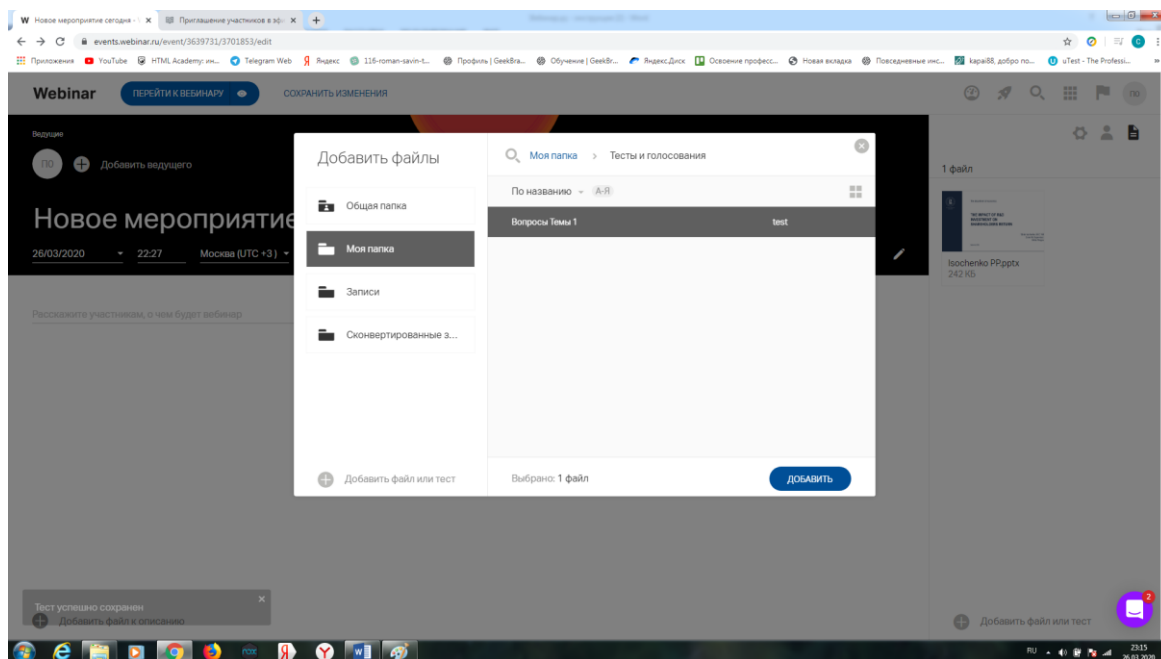 W Новое мероприятие сегодня - Приглашение участников в эф
events.webinar.ru/event/3639731/3701853/edit
Приложения YouTube HTML Academy: ин... Telegram Web Яндекс 116-roman-savin-t... Профиль | GeekBra... Обучение | GeekBr... Яндекс.Диск Освоение професс... Новая вкладка Повседневные инс... kapai88, добро по... uTest - The Professi... »
Webinar ПЕРЕЙТИ К ВЕБИНАРУ СОХРАНИТЬ ИЗМЕНЕНИЯ ПО
Ведущие
ПО Добавить ведущего
Новое мероприятие
26/03/2020 22:27 Москва (UTC +3)
Расскажите участникам, о чем будет вебинар
Добавить файлы
Общая папка
Моя папка
Записи
Сконвертированные з...
Добавить файл или тест
Моя папка > Тесты и голосования
По названию А-Я
Вопросы Темы 1 test
Выбрано: 1 файл ДОБАВИТЬ
1 файл
Isochenko PP.pptx
242 КБ
Добавить файл или тест
2
Тест успешно сохранен
Добавить файл к описанию
RU 23:15
26.03.2020